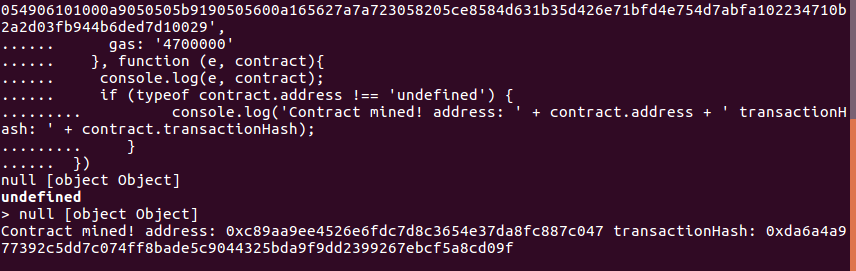 054906101000a9050505b9190505600a165627a7a723058205ce8584d631b35d426e71bfd4e754d7abfa102234710b
2a2d03fb944b6ded7d10029',
......      gas: '4700000'
......    }, function (e, contract){
......     console.log(e, contract);
......     if (typeof contract.address !== 'undefined') {
.........          console.log('Contract mined! address: ' + contract.address + ' transactionH
ash: ' + contract.transactionHash);
.........     }
......  })
null [object Object]
undefined
> null [object Object]
Contract mined! address: 0xc89aa9ee4526e6fdc7d8c3654e37da8fc887c047 transactionHash: 0xda6a4a9
77392c5dd7c074ff8bade5c9044325bda9f9dd2399267ebcf5a8cd09f